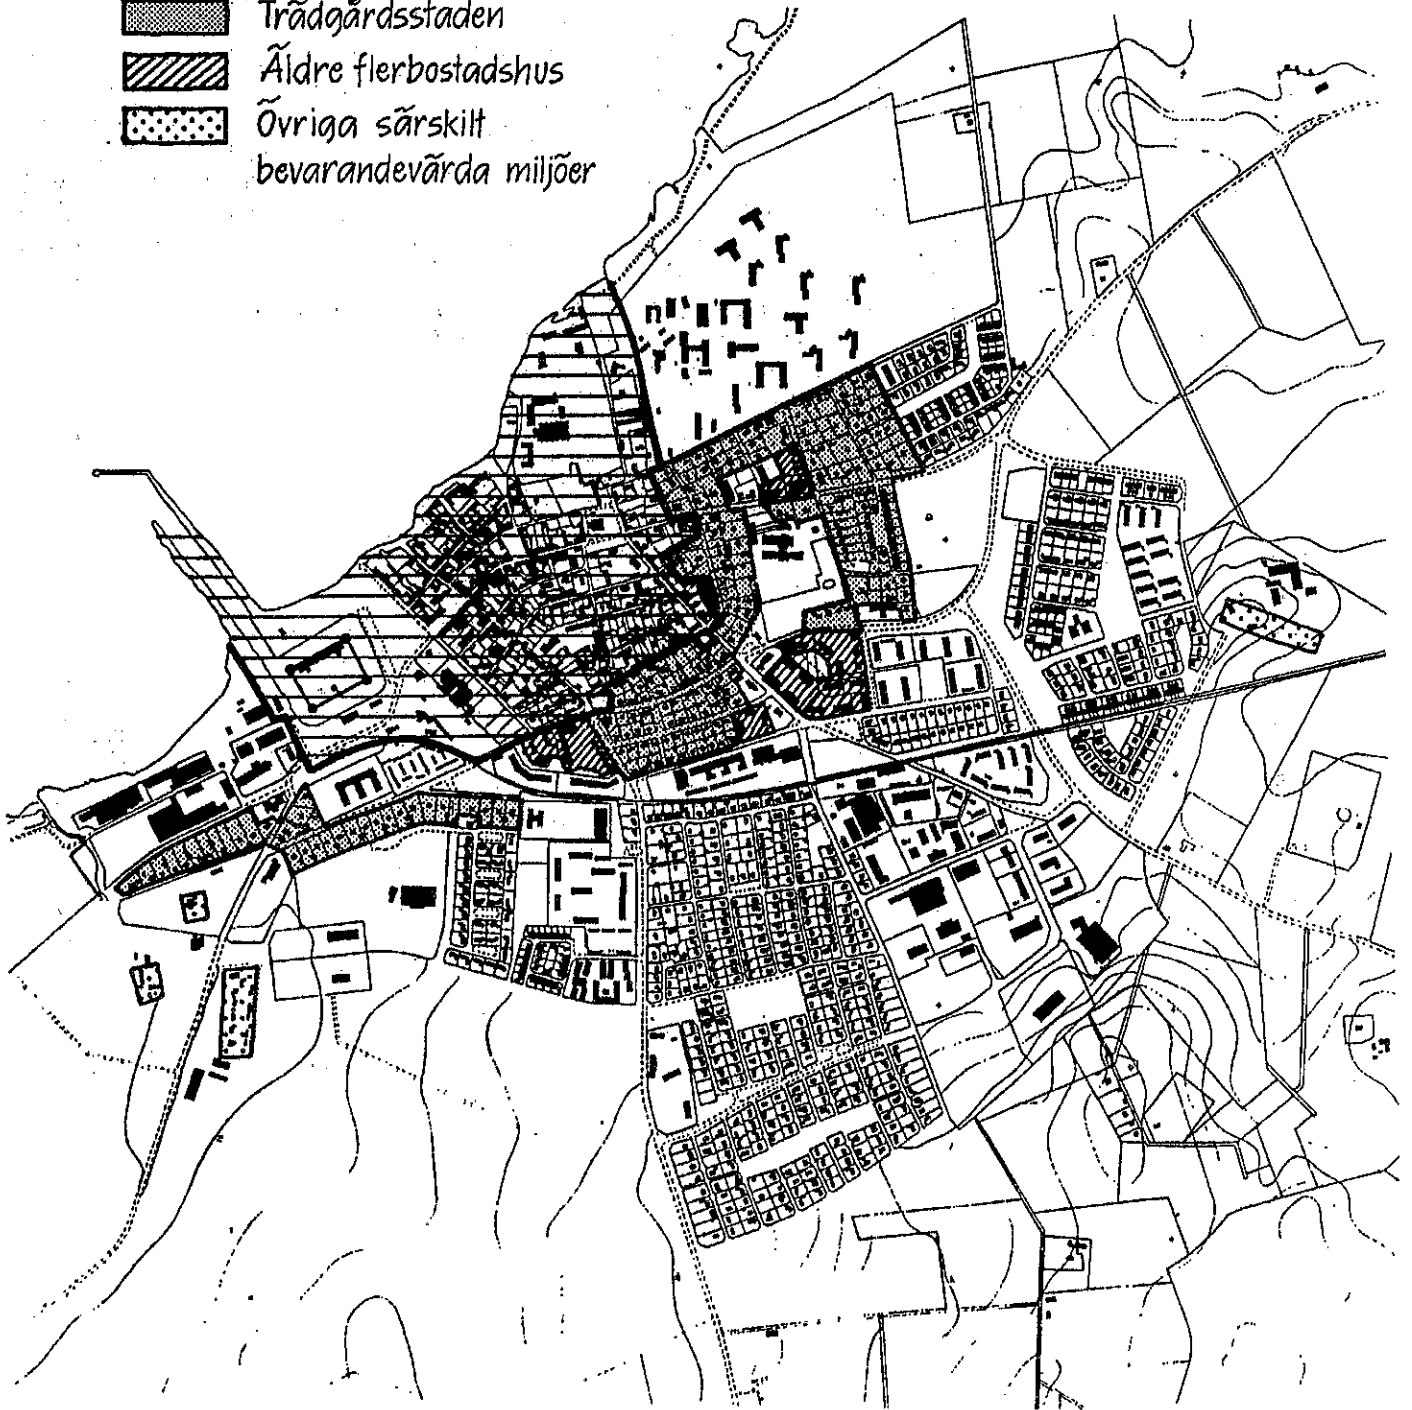 Trädgårdsstaden
Äldre flerbostadshus
Övriga särskilt
bevarandevärda miljöer